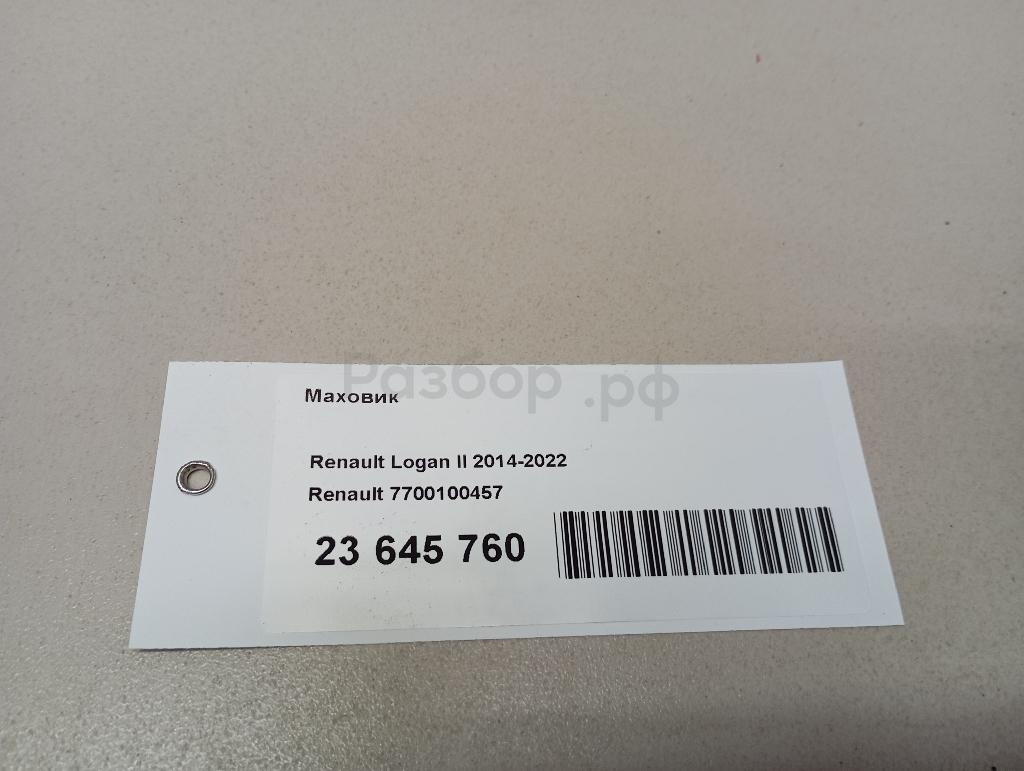 Разбор.рф
Маховик
Renault Logan II 2014-2022
Renault 7700100457
23 645 760